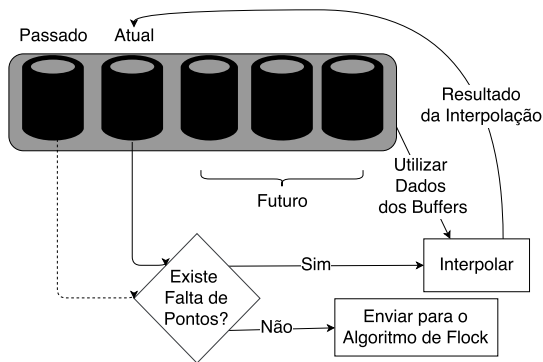 Passado
Atual
Resultado
da Interpolação
Utilizar
Dados
dos Buffers
Futuro
Existe
Falta de
Pontos?
Sim
Interpolar
Não
Enviar para o
Algoritmo de Flock